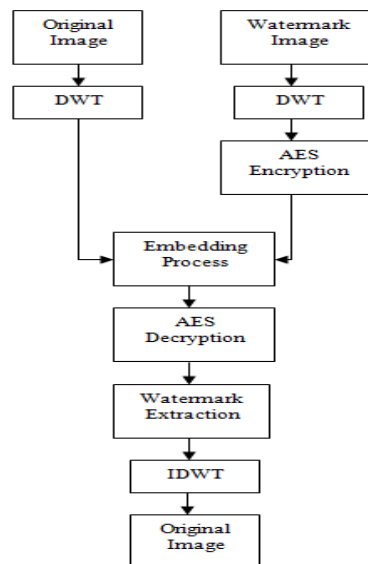 Original
Image
Watermark
Image
DWT
DWT
AES
Encryption
Embedding
Process
AES
Decryption
Watermark
Extraction
IDWT
Original
Image